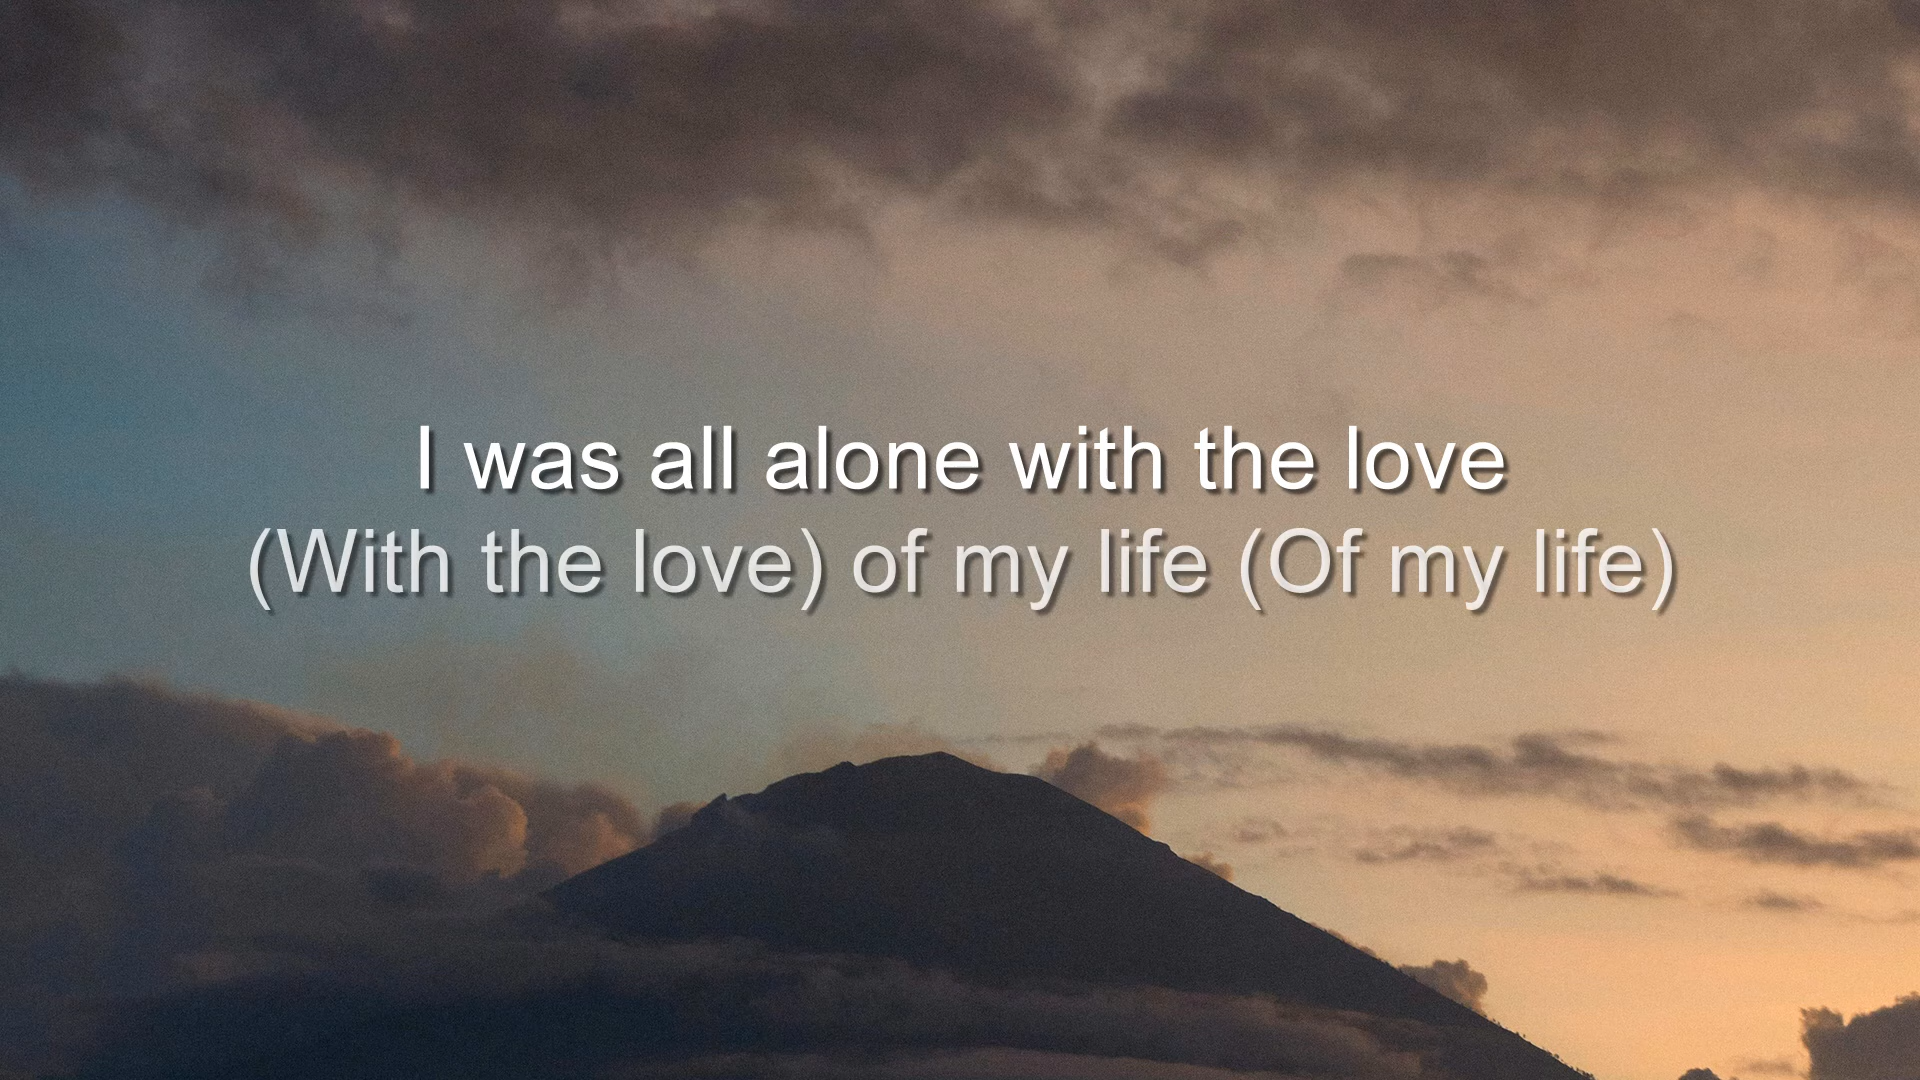 I was all alone with the love
(With the love) of my life (Of my life)